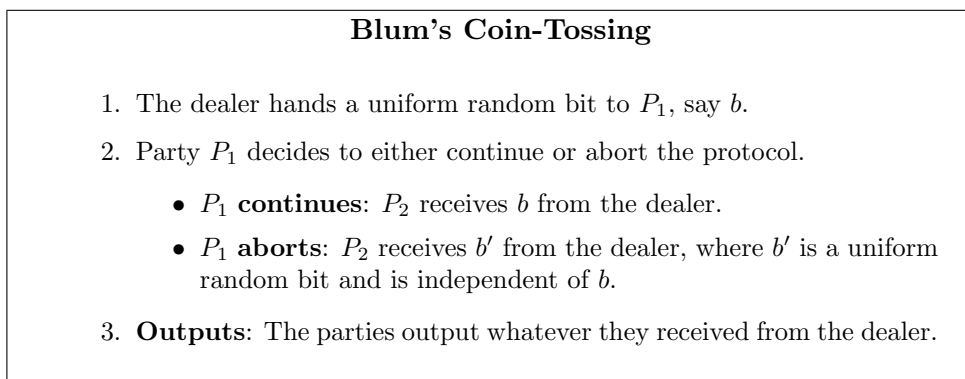 Blum's Coin-Tossing
1. The dealer hands a uniform random bit to P₁, say b.
2. Party P₁ decides to either continue or abort the protocol.
• P₁ continues: P₂ receives b from the dealer.
• P₁ aborts: P₂ receives b′ from the dealer, where b′ is a uniform
random bit and is independent of b.
3. Outputs: The parties output whatever they received from the dealer.